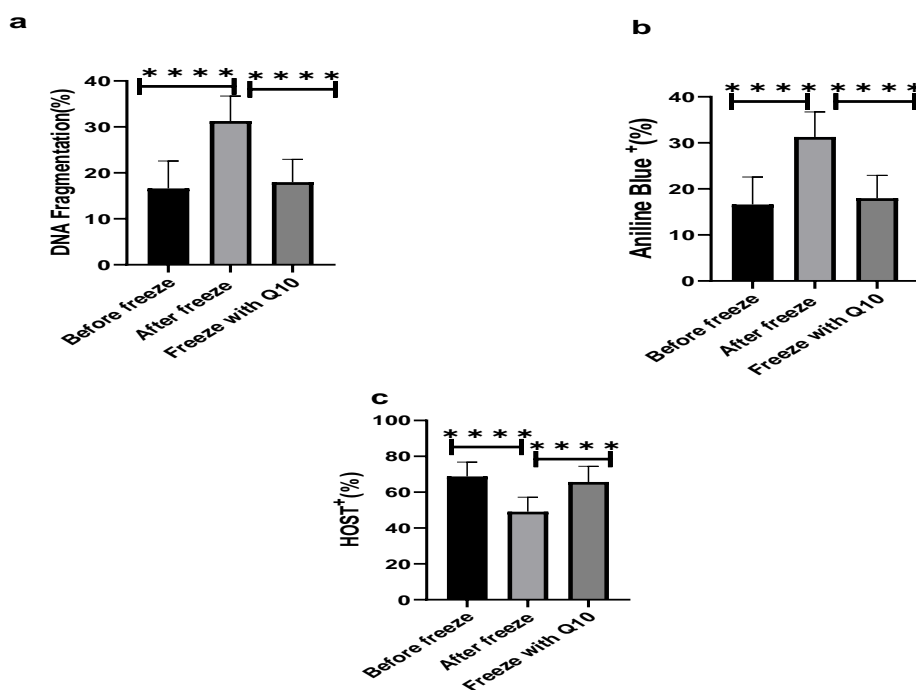 a
DNA Fragmentation(%)
40
30
20
10
0
* * * *
* * * *
Before freeze
After freeze
Freeze with Q10
b
Aniline Blue +(%)
40
30
20
10
0
* * * *
* * * *
Before freeze
After freeze
Freeze with Q10
c
HOST+(%)
100
80
60
40
20
0
* * * *
* * * *
Before freeze
After freeze
Freeze with Q10